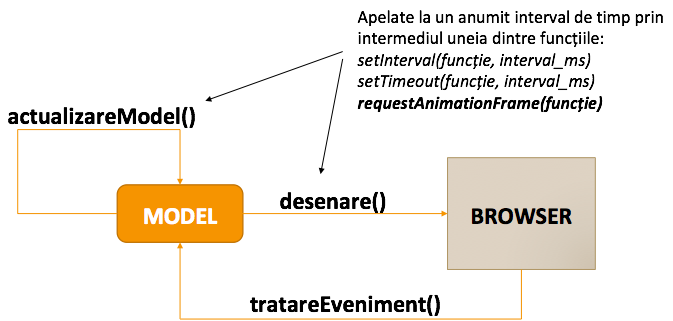 Apelate la un anumit interval de timp prin
intermediul uneia dintre funcțiile:
setInterval(funcție, interval_ms)
setTimeout(funcție, interval_ms)
requestAnimationFrame(funcție)
actualizareModel()
desenare()
MODEL
BROWSER
tratareEveniment()